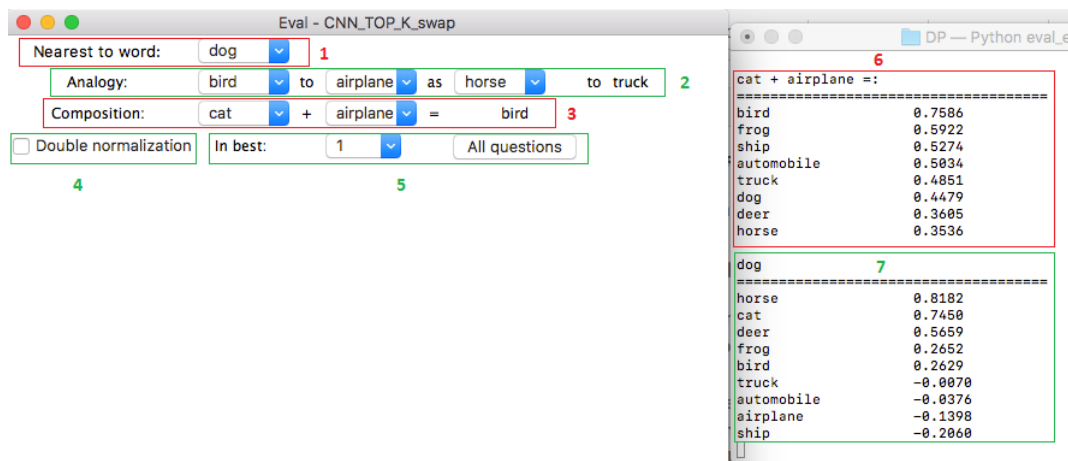 Eval - CNN_TOP_K_swap
Nearest to word: dog 1
Analogy: bird to airplane as horse to truck 2
Composition: cat + airplane = bird 3
Double normalization In best: 1 All questions
4 5
DP — Python eval_e
6
cat + airplane =:
=====================================
bird 0.7586
frog 0.5922
ship 0.5274
automobile 0.5034
truck 0.4851
dog 0.4479
deer 0.3605
horse 0.3536
dog 7
=====================================
horse 0.8182
cat 0.7450
deer 0.5659
frog 0.2652
bird 0.2629
truck -0.0070
automobile -0.0376
airplane -0.1398
ship -0.2060